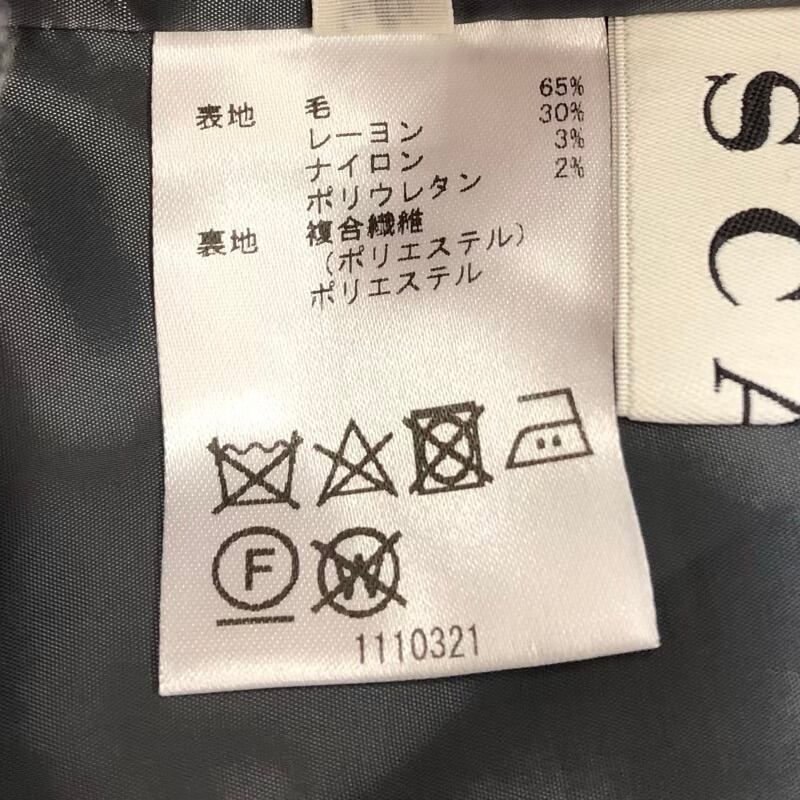 表地 毛 65%
レーヨン 30%
ナイロン 3%
ポリウレタン 2%
裏地 複合繊維
(ポリエステル)
ポリエステル
F
W
1110321
SCA